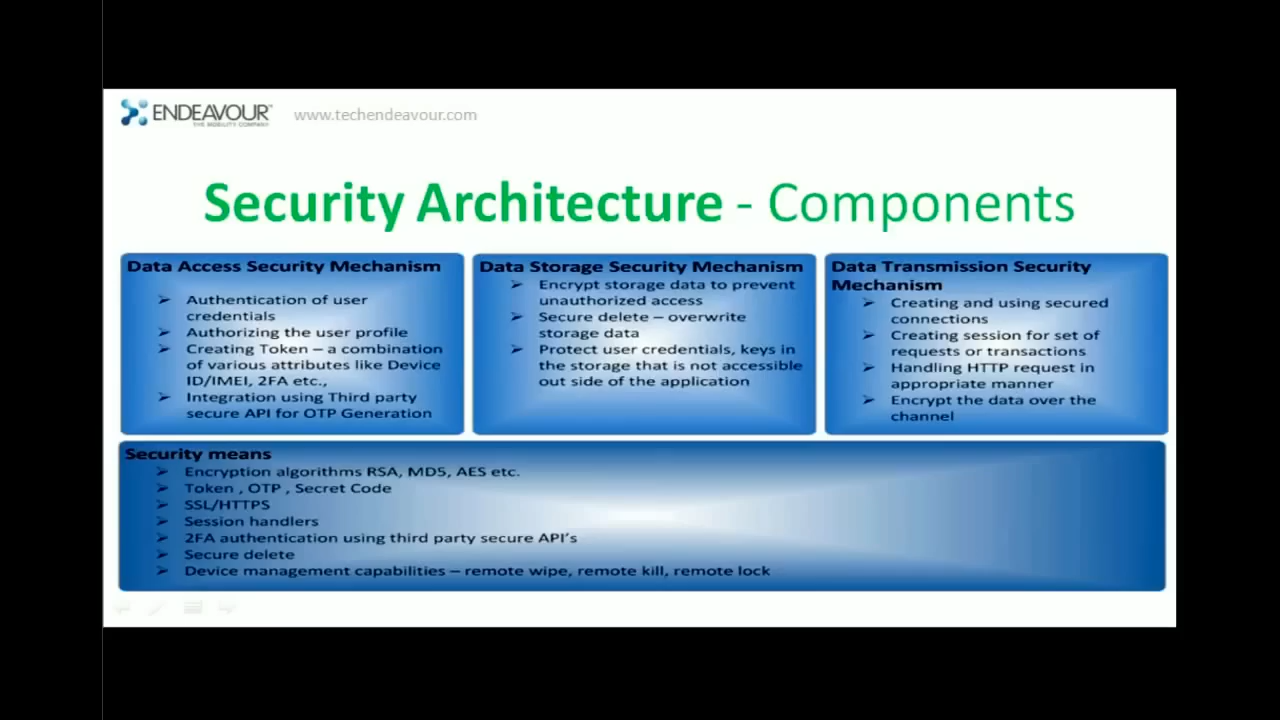 ENDEAVOUR™ www.techendeavour.com
THE MOBILITY COMPANY
Security Architecture - Components
Data Access Security Mechanism
Authentication of user
credentials
Authorizing the user profile
Creating Token – a combination
of various attributes like Device
ID/IMEI, 2FA etc.,
Integration using Third party
secure API for OTP Generation
Data Storage Security Mechanism
Encrypt storage data to prevent
unauthorized access
Secure delete – overwrite
storage data
Protect user credentials, keys in
the storage that is not accessible
out side of the application
Data Transmission Security
Mechanism
Creating and using secured
connections
Creating session for set of
requests or transactions
Handling HTTP request in
appropriate manner
Encrypt the data over the
channel
Security means
Encryption algorithms RSA, MD5, AES etc.
Token , OTP , Secret Code
SSL/HTTPS
Session handlers
2FA authentication using third party secure API's
Secure delete
Device management capabilities – remote wipe, remote kill, remote lock